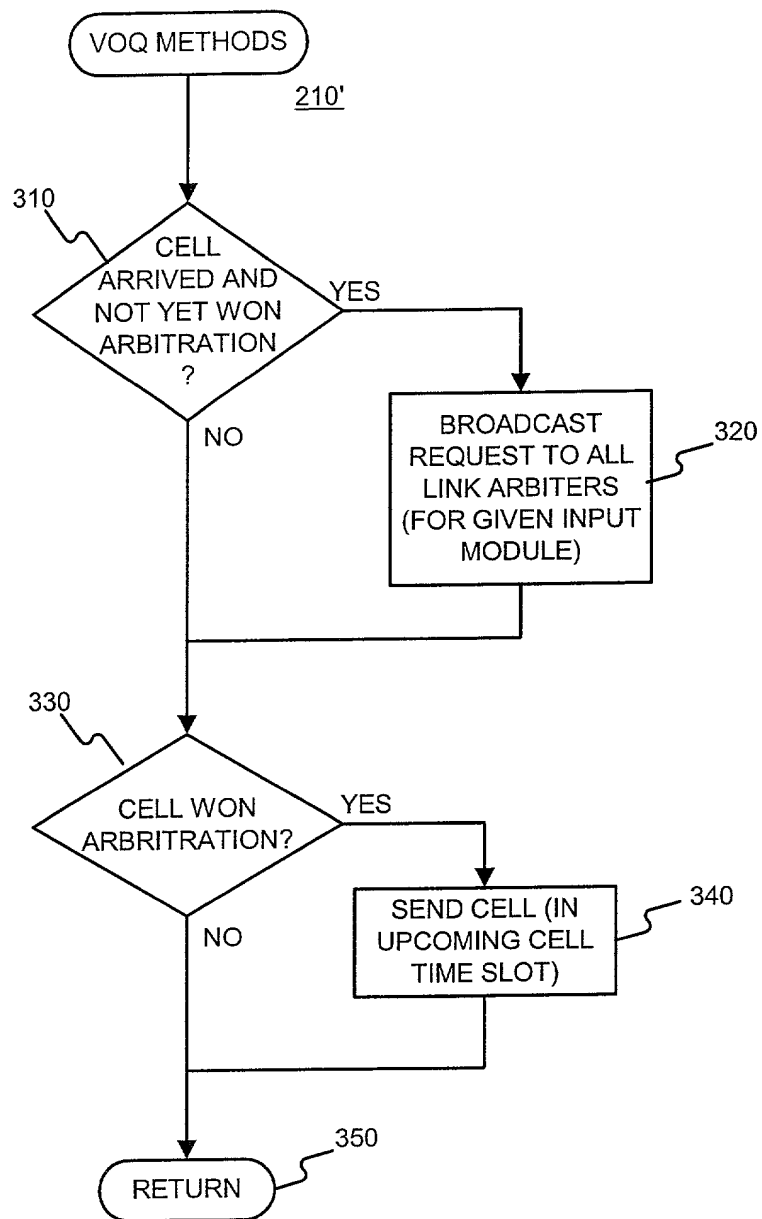 VOQ METHODS
210'
310
CELL
ARRIVED AND
NOT YET WON
ARBITRATION
?
YES
NO
BROADCAST
REQUEST TO ALL
LINK ARBITERS
(FOR GIVEN INPUT
MODULE)
320
330
CELL WON
ARBRITRATION?
YES
NO
SEND CELL (IN
UPCOMING CELL
TIME SLOT)
340
RETURN
350